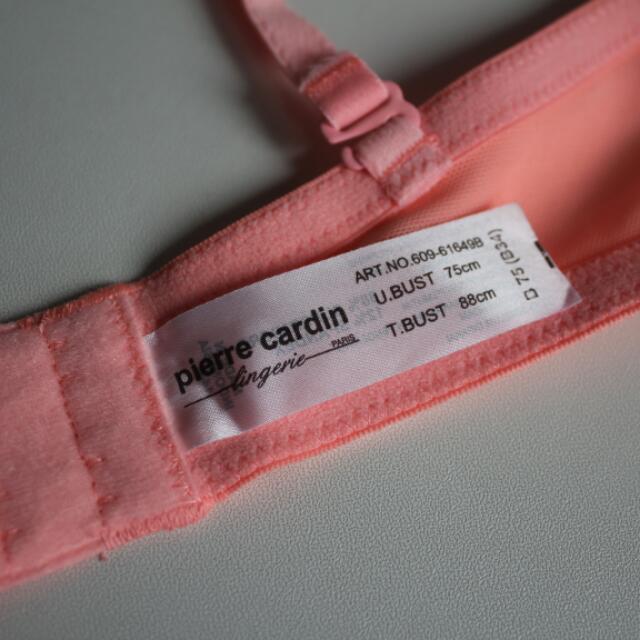 pierre cardin
lingerie PARIS
ART.NO.609-61649B
U.BUST 75cm
T.BUST 88cm
75 (B34)